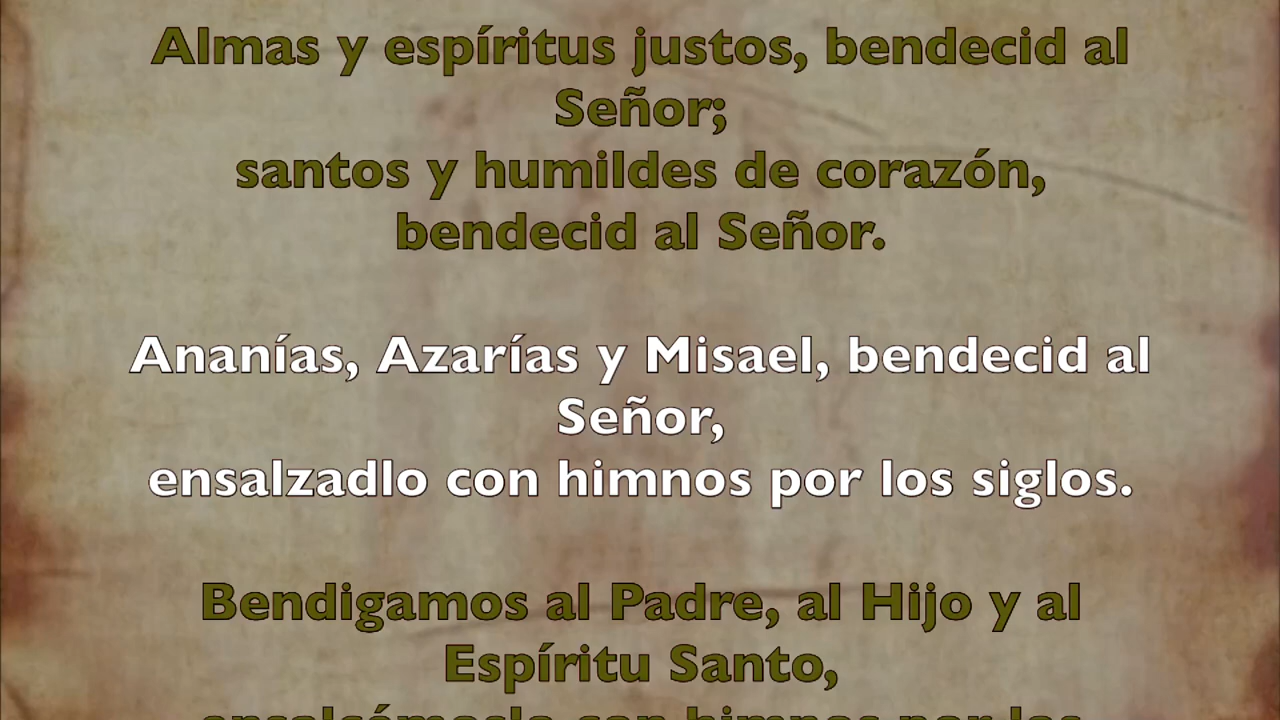 Almas y espíritus justos, bendecid al
Señor;
santos y humildes de corazón,
bendecid al Señor.
Ananías, Azarías y Misael, bendecid al
Señor,
ensalzadlo con himnos por los siglos.
Bendigamos al Padre, al Hijo y al
Espíritu Santo,
ensalcémoslo con himnos por los